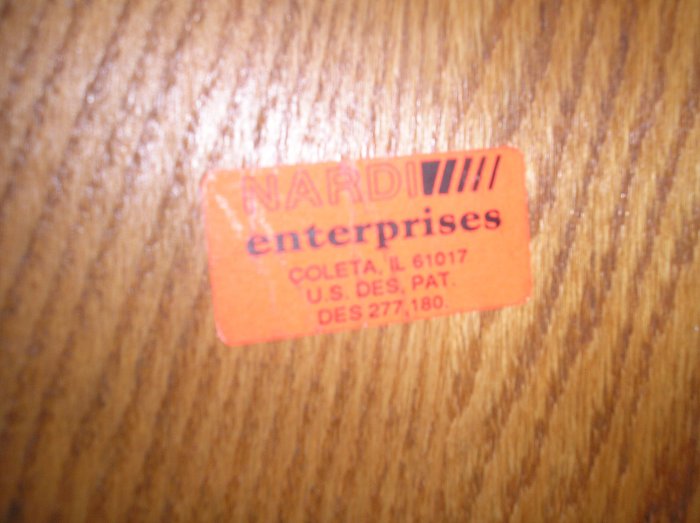 NARDI
enterprises
COLETA, IL 61017
U.S. DES, PAT.
DES 277,180.